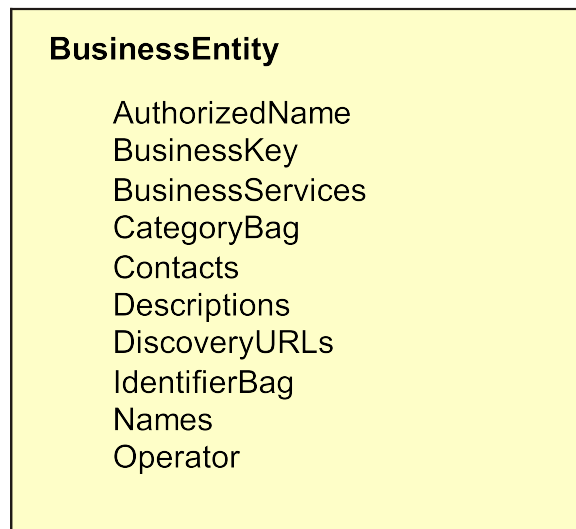 BusinessEntity
AuthorizedName
BusinessKey
BusinessServices
CategoryBag
Contacts
Descriptions
DiscoveryURLs
IdentifierBag
Names
Operator